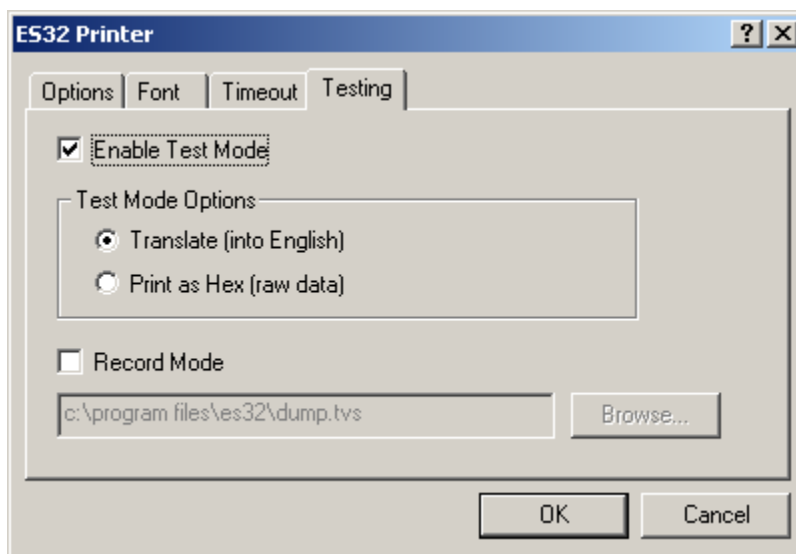 ES32 Printer
Options Font Timeout Testing
Enable Test Mode
Test Mode Options
Translate (into English)
Print as Hex (raw data)
Record Mode
c:\program files\es32\dump.tvs Browse...
OK Cancel